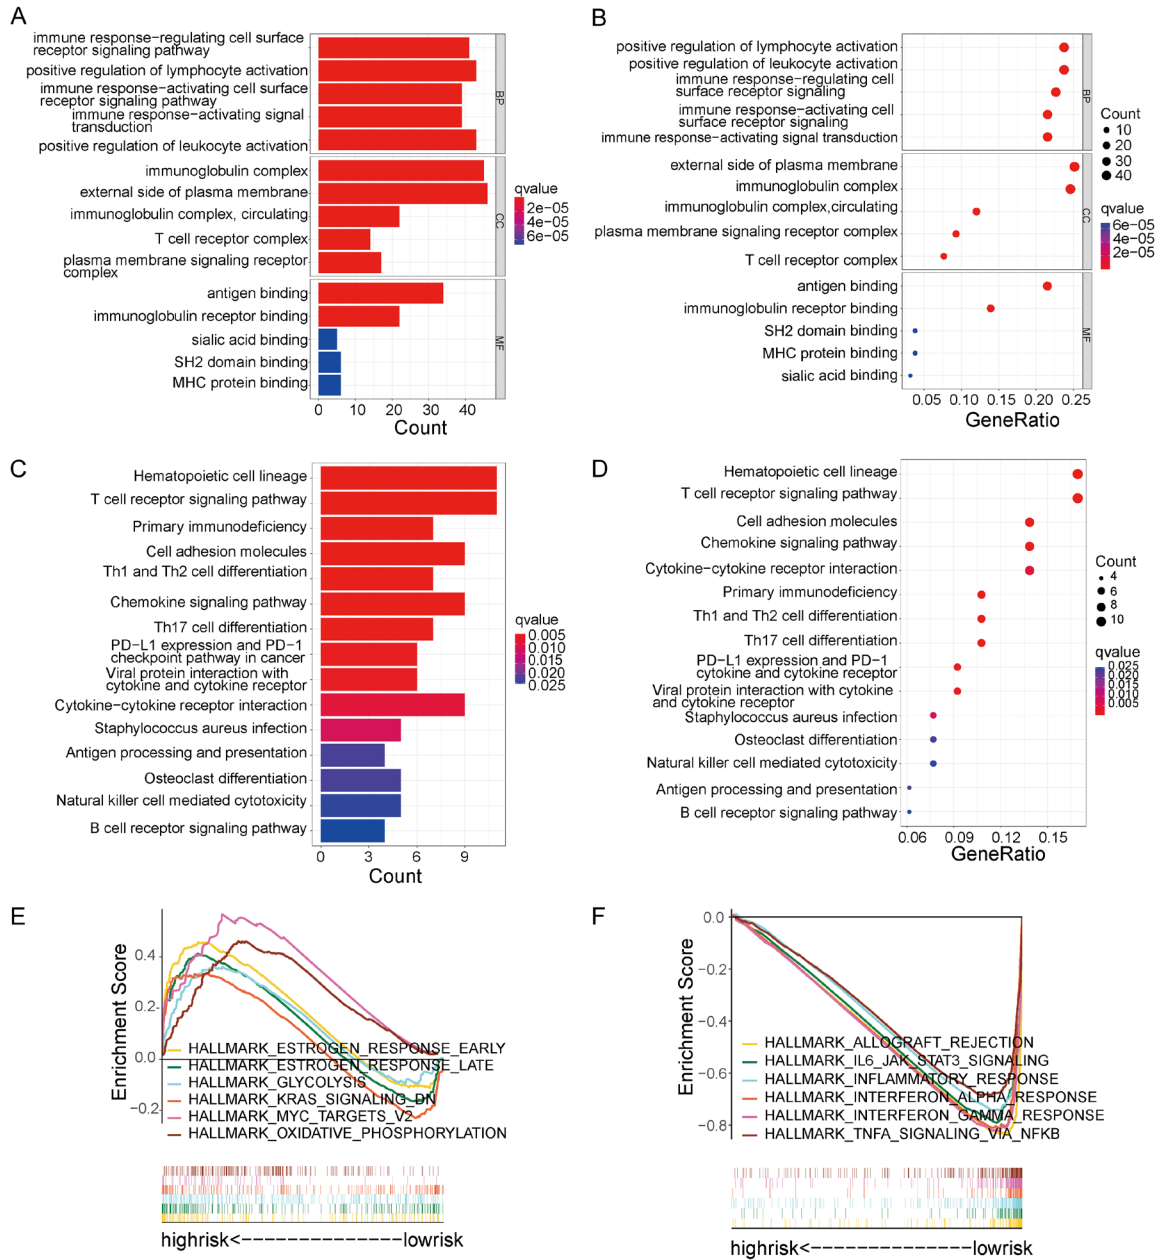 A
immune response-regulating cell surface
receptor signaling pathway
positive regulation of lymphocyte activation
immune response-activating cell surface
receptor signaling pathway
immune response-activating signal
transduction
positive regulation of leukocyte activation
BP
immunoglobulin complex
external side of plasma membrane
immunoglobulin complex, circulating
T cell receptor complex
plasma membrane signaling receptor
complex
CC
antigen binding
immunoglobulin receptor binding
sialic acid binding
SH2 domain binding
MHC protein binding
MF
0 10 20 30 40
Count
qvalue
2e-05
4e-05
6e-05
B
positive regulation of lymphocyte activation
positive regulation of leukocyte activation
immune response-regulating cell
surface receptor signaling
immune response-activating cell
surface receptor signaling
immune response-activating signal transduction
BP
external side of plasma membrane
immunoglobulin complex
immunoglobulin complex,circulating
plasma membrane signaling receptor complex
T cell receptor complex
CC
antigen binding
immunoglobulin receptor binding
SH2 domain binding
MHC protein binding
sialic acid binding
MF
0.05 0.10 0.15 0.20 0.25
GeneRatio
Count
10
20
30
40
qvalue
6e-05
4e-05
2e-05
C
Hematopoietic cell lineage
T cell receptor signaling pathway
Primary immunodeficiency
Cell adhesion molecules
Th1 and Th2 cell differentiation
Chemokine signaling pathway
Th17 cell differentiation
PD-L1 expression and PD-1
checkpoint pathway in cancer
Viral protein interaction with
cytokine and cytokine receptor
Cytokine-cytokine receptor interaction
Staphylococcus aureus infection
Antigen processing and presentation
Osteoclast differentiation
Natural killer cell mediated cytotoxicity
B cell receptor signaling pathway
0 3 6 9
Count
qvalue
0.005
0.010
0.015
0.020
0.025
D
Hematopoietic cell lineage
T cell receptor signaling pathway
Cell adhesion molecules
Chemokine signaling pathway
Cytokine-cytokine receptor interaction
Primary immunodeficiency
Th1 and Th2 cell differentiation
Th17 cell differentiation
PD-L1 expression and PD-1
cytokine and cytokine receptor
Viral protein interaction with cytokine
and cytokine receptor
Staphylococcus aureus infection
Osteoclast differentiation
Natural killer cell mediated cytotoxicity
Antigen processing and presentation
B cell receptor signaling pathway
0.06 0.09 0.12 0.15
GeneRatio
Count
4
6
8
10
qvalue
0.025
0.020
0.015
0.010
0.005
E
Enrichment Score
0.4
0.2
0.0
-0.2
HALLMARK_ESTROGEN_RESPONSE_EARLY
HALLMARK_ESTROGEN_RESPONSE_LATE
HALLMARK_GLYCOLYSIS
HALLMARK_KRAS_SIGNALING_DN
HALLMARK_MYC_TARGETS_V2
HALLMARK_OXIDATIVE_PHOSPHORYLATION
highrisk<----------------lowrisk
F
Enrichment Score
0.0
-0.2
-0.4
-0.6
-0.8
HALLMARK_ALLOGRAFT_REJECTION
HALLMARK_IL6_JAK_STAT3_SIGNALING
HALLMARK_INFLAMMATORY_RESPONSE
HALLMARK_INTERFERON_ALPHA_RESPONSE
HALLMARK_INTERFERON_GAMMA_RESPONSE
HALLMARK_TNFA_SIGNALING_VIA_NFKB
highrisk<----------------lowrisk